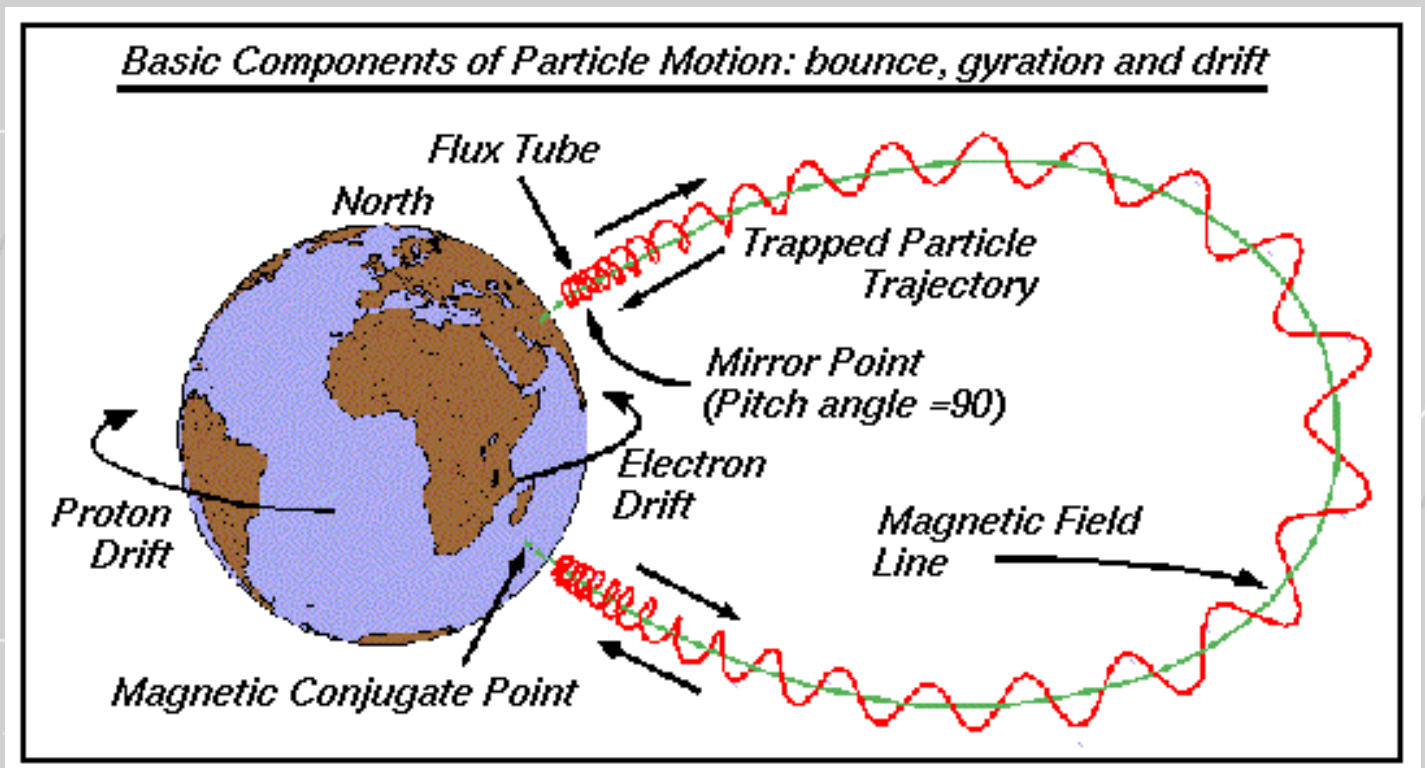 Basic Components of Particle Motion: bounce, gyration and drift
Flux Tube
North
Trapped Particle
Trajectory
Mirror Point
(Pitch angle =90)
Electron
Drift
Proton
Drift
Magnetic Field
Line
Magnetic Conjugate Point